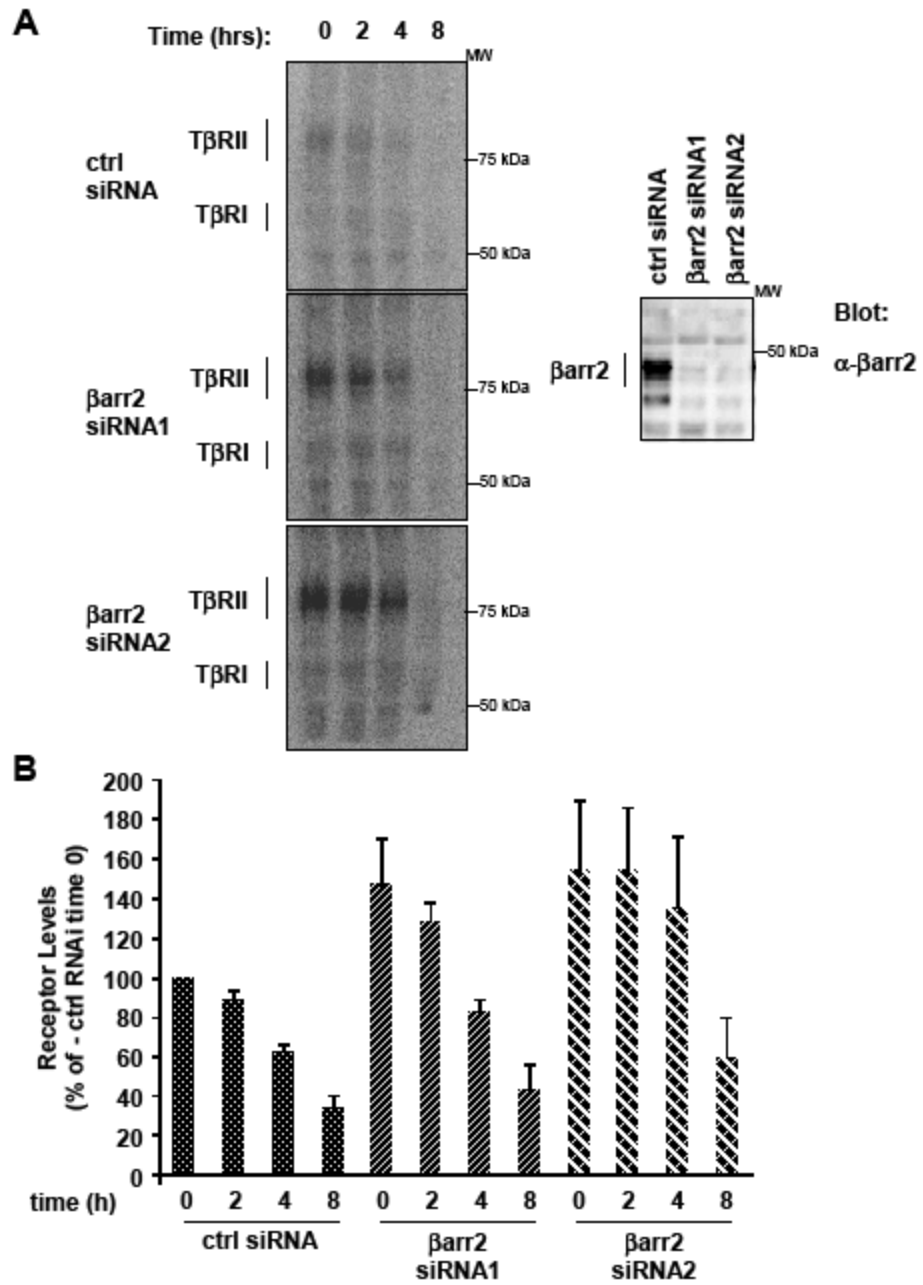 A
Time (hrs): 0 2 4 8
MW
ctrl
siRNA
TβRII
TβRI
75 kDa
50 kDa
βarr2
siRNA1
TβRII
TβRI
75 kDa
50 kDa
βarr2
siRNA2
TβRII
TβRI
75 kDa
50 kDa
ctrl siRNA
βarr2 siRNA1
βarr2 siRNA2
MW
50 kDa
βarr2
Blot:
α-βarr2
B
Receptor Levels
(% of - ctrl RNAi time 0)
200
180
160
140
120
100
80
60
40
20
0
time (h) 0 2 4 8 0 2 4 8 0 2 4 8
ctrl siRNA
βarr2
siRNA1
βarr2
siRNA2